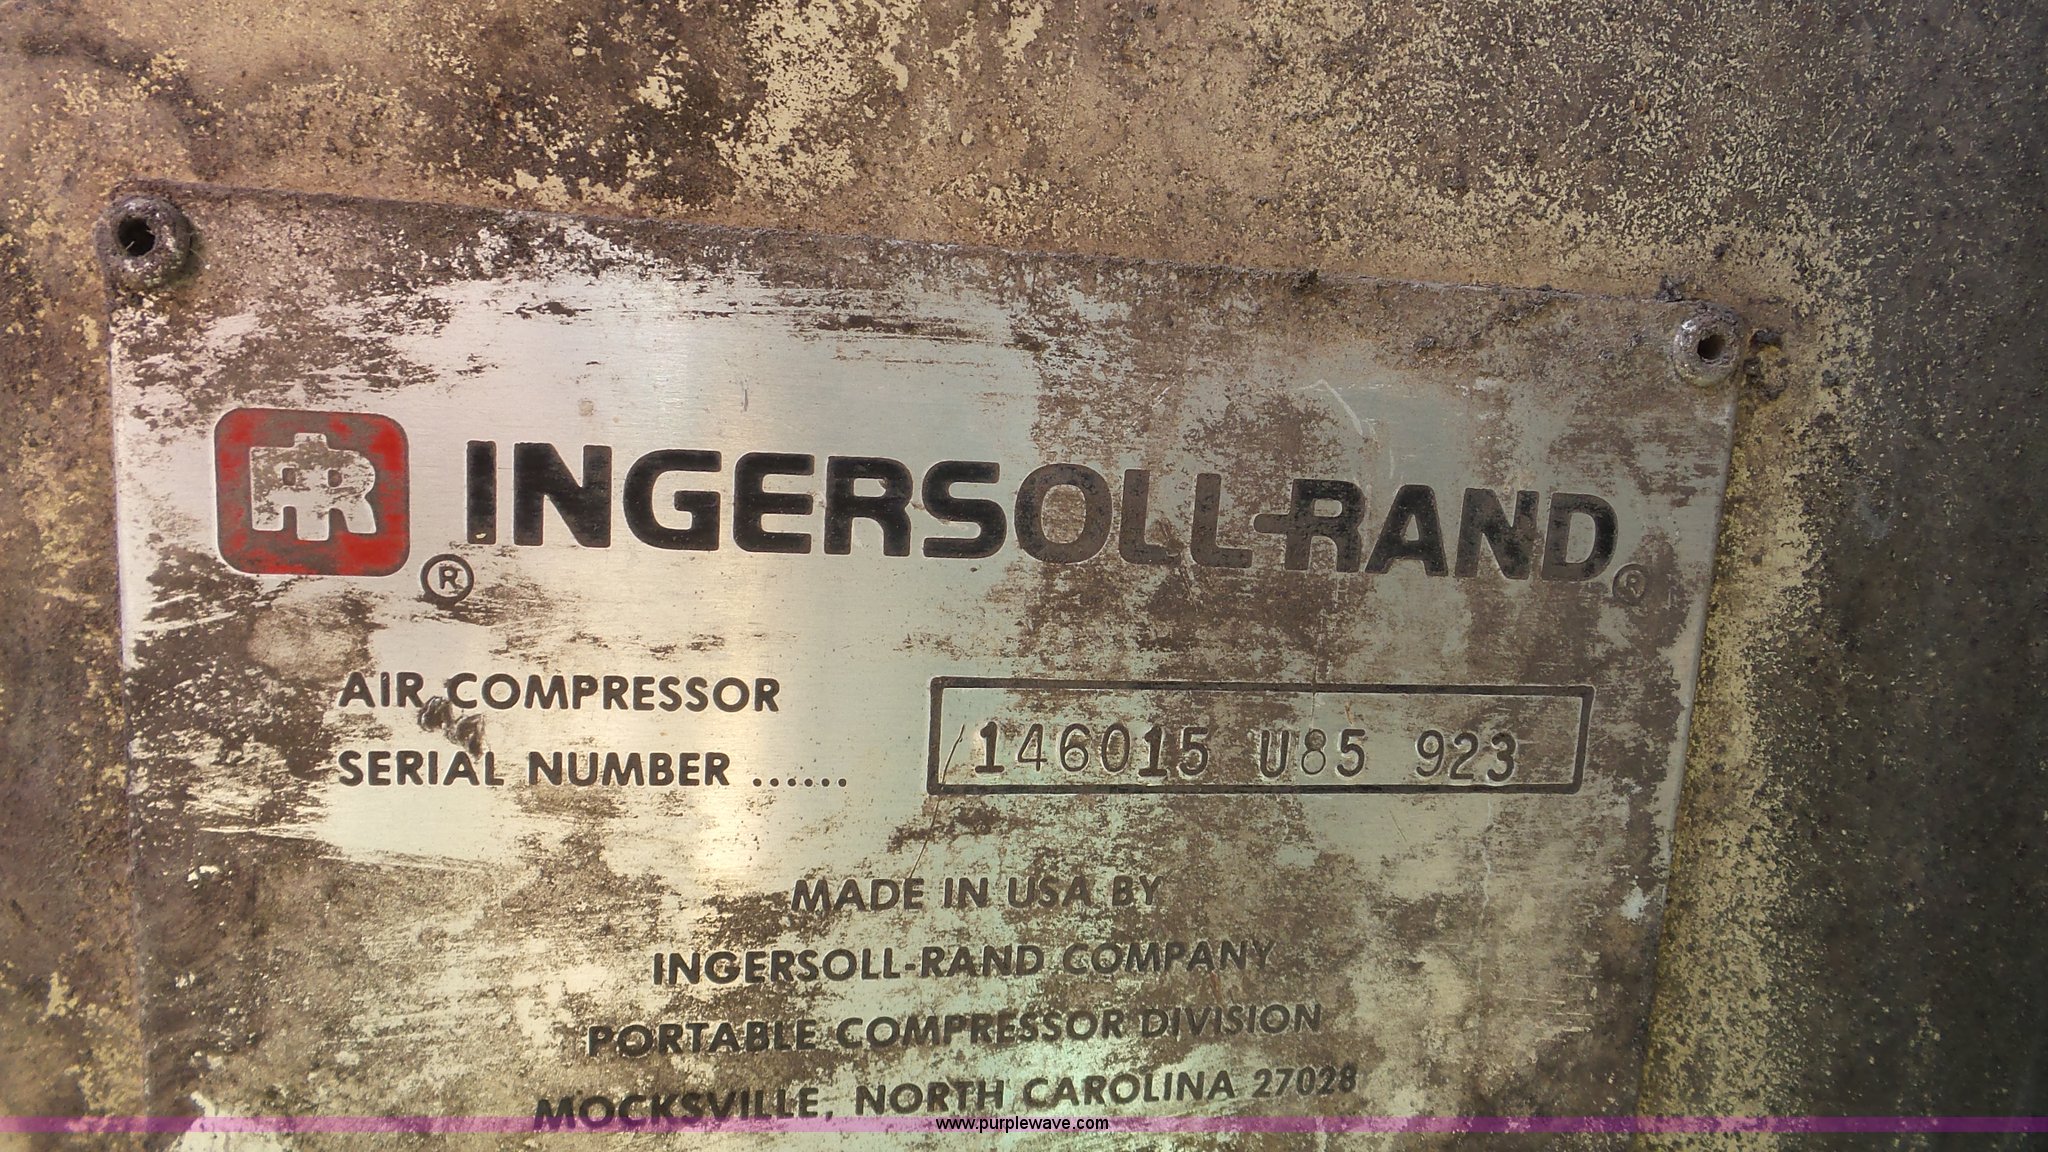 IR ® INGERSOLL-RAND ®
AIR COMPRESSOR
SERIAL NUMBER ...... 146015 U85 923
MADE IN USA BY
INGERSOLL-RAND COMPANY
PORTABLE COMPRESSOR DIVISION
MOCKSVILLE, NORTH CAROLINA 27028
www.purplewave.com